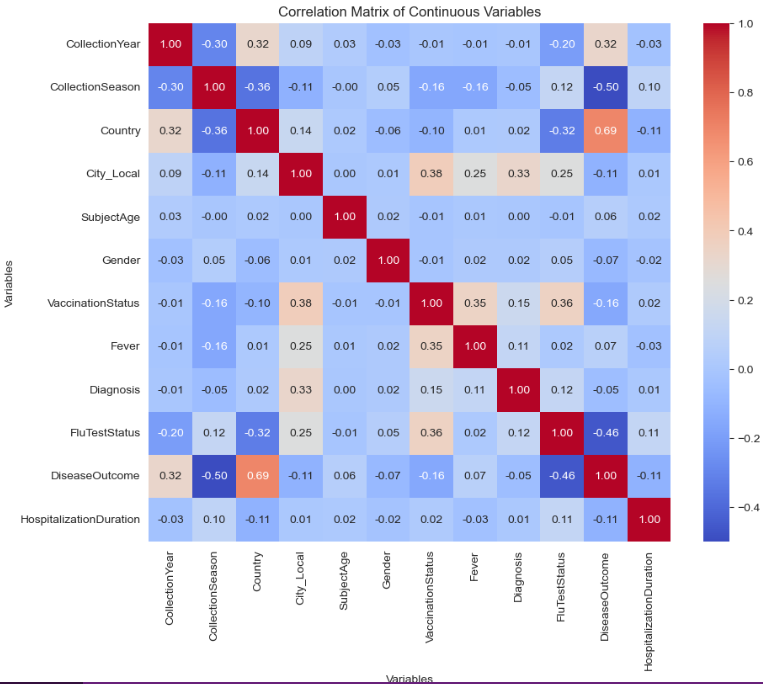 Correlation Matrix of Continuous Variables
CollectionYear 1.00 -0.30 0.32 0.09 0.03 -0.03 -0.01 -0.01 -0.01 -0.20 0.32 -0.03
CollectionSeason -0.30 1.00 -0.36 -0.11 -0.00 0.05 -0.16 -0.16 -0.05 0.12 -0.50 0.10
Country 0.32 -0.36 1.00 0.14 0.02 -0.06 -0.10 0.01 0.02 -0.32 0.69 -0.11
City_Local 0.09 -0.11 0.14 1.00 0.00 0.01 0.38 0.25 0.33 0.25 -0.11 0.01
SubjectAge 0.03 -0.00 0.02 0.00 1.00 0.02 -0.01 0.01 0.00 -0.01 0.06 0.02
Gender -0.03 0.05 -0.06 0.01 0.02 1.00 -0.01 0.02 0.02 0.05 -0.07 -0.02
VaccinationStatus -0.01 -0.16 -0.10 0.38 -0.01 -0.01 1.00 0.35 0.15 0.36 -0.16 0.02
Fever -0.01 -0.16 0.01 0.25 0.01 0.02 0.35 1.00 0.11 0.02 0.07 -0.03
Diagnosis -0.01 -0.05 0.02 0.33 0.00 0.02 0.15 0.11 1.00 0.12 -0.05 0.01
FluTestStatus -0.20 0.12 -0.32 0.25 -0.01 0.05 0.36 0.02 0.12 1.00 -0.46 0.11
DiseaseOutcome 0.32 -0.50 0.69 -0.11 0.06 -0.07 -0.16 0.07 -0.05 -0.46 1.00 -0.11
HospitalizationDuration -0.03 0.10 -0.11 0.01 0.02 -0.02 0.02 -0.03 0.01 0.11 -0.11 1.00
Variables
CollectionYear
CollectionSeason
Country
City_Local
SubjectAge
Gender
VaccinationStatus
Fever
Diagnosis
FluTestStatus
DiseaseOutcome
HospitalizationDuration
Variables
1.0
0.8
0.6
0.4
0.2
0.0
−0.2
−0.4